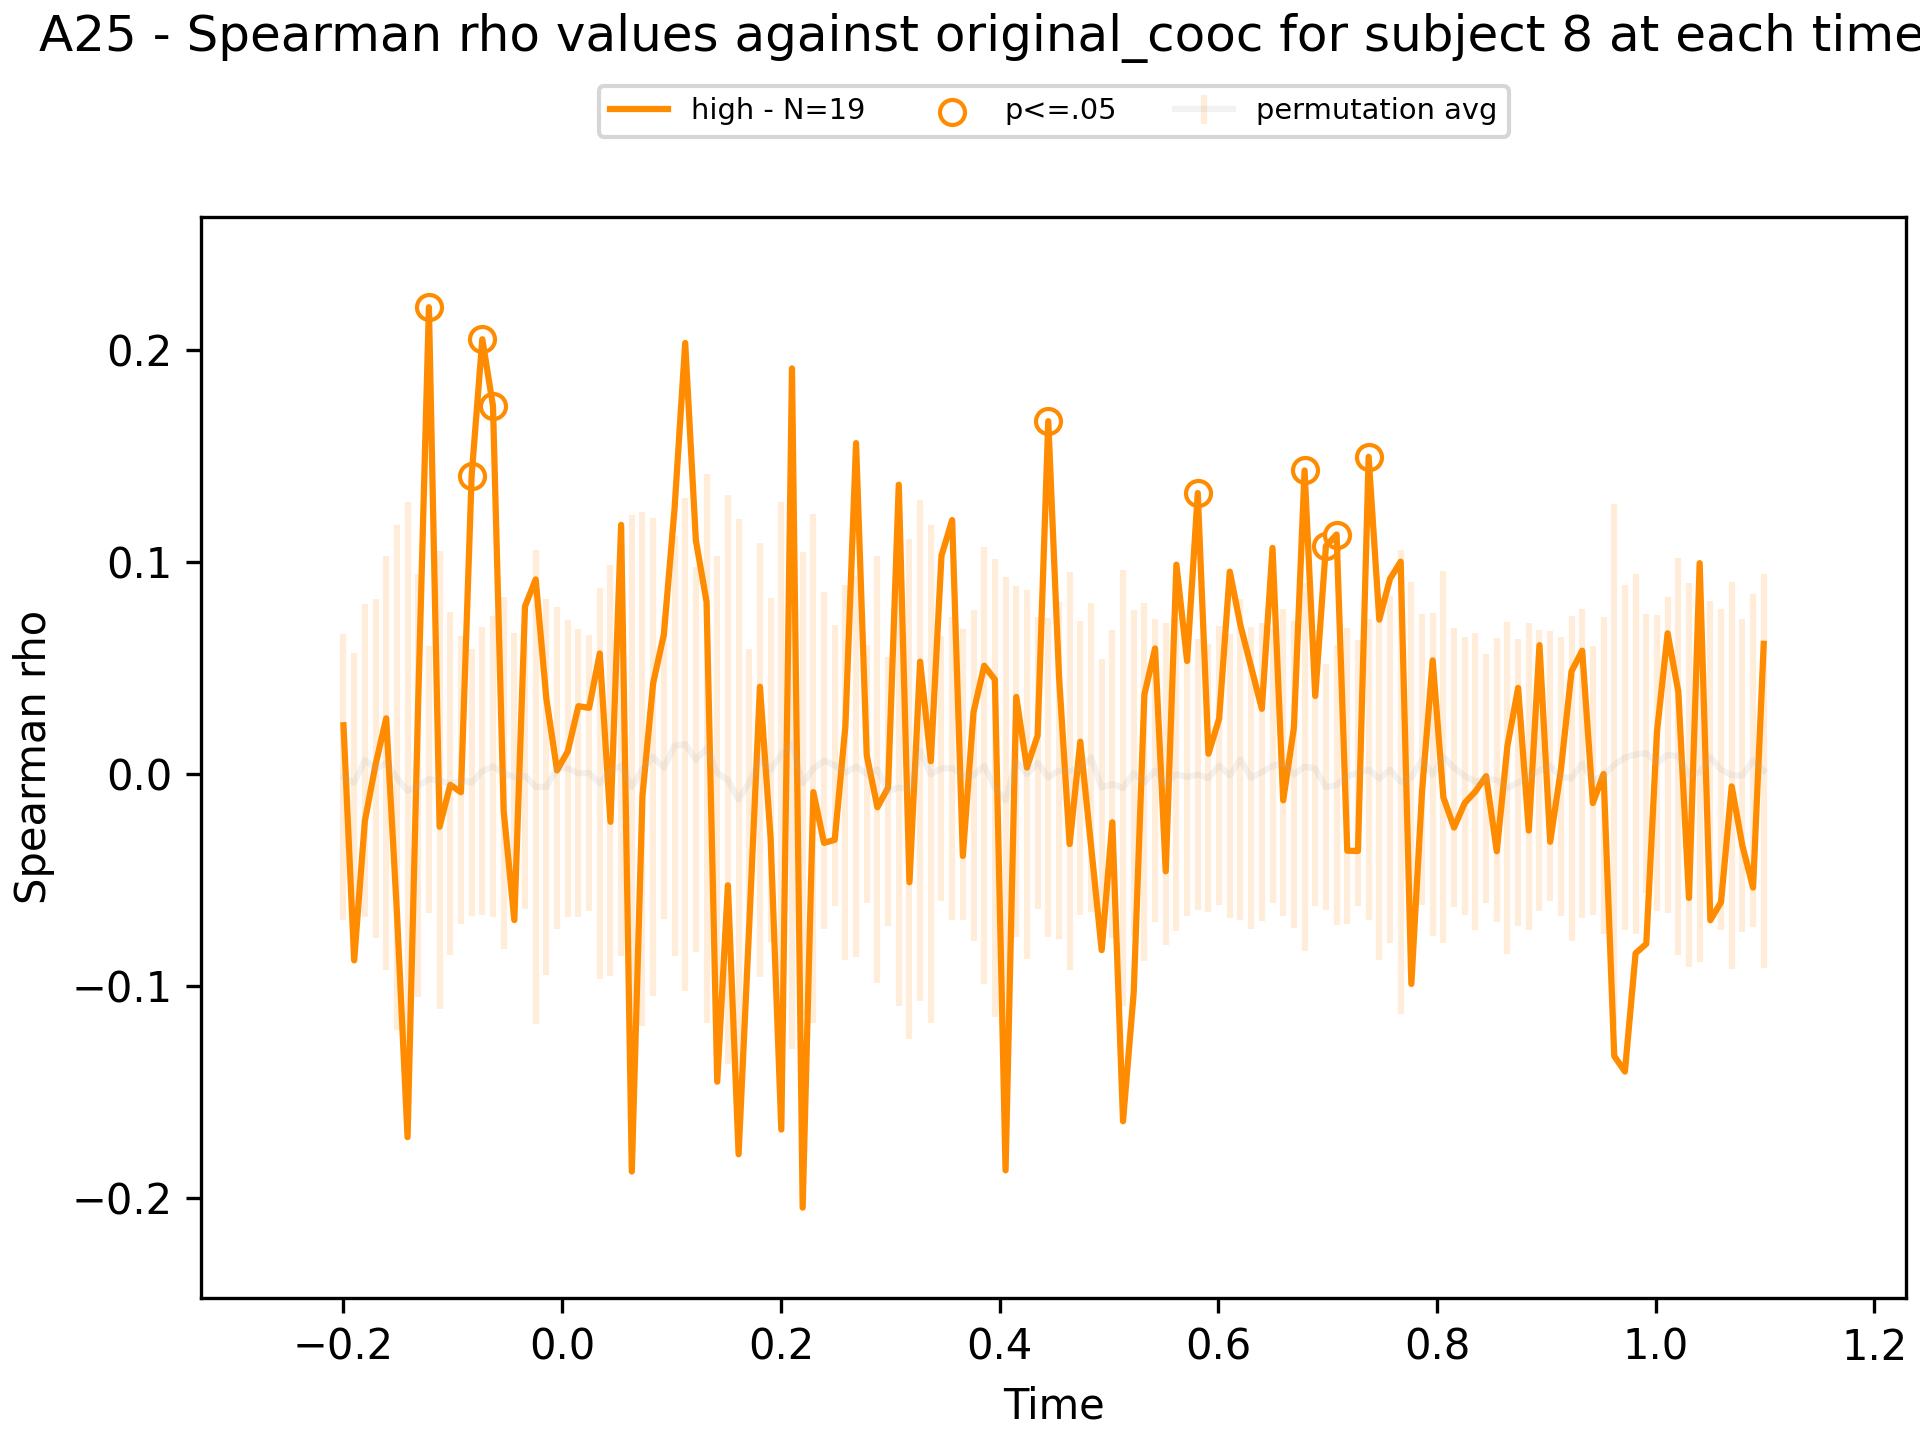 A25 - Spearman rho values against original_cooc for subject 8 at each time
high - N=19 p<=.05 permutation avg
Spearman rho
0.2
0.1
0.0
−0.1
−0.2
−0.2 0.0 0.2 0.4 0.6 0.8 1.0 1.2
Time